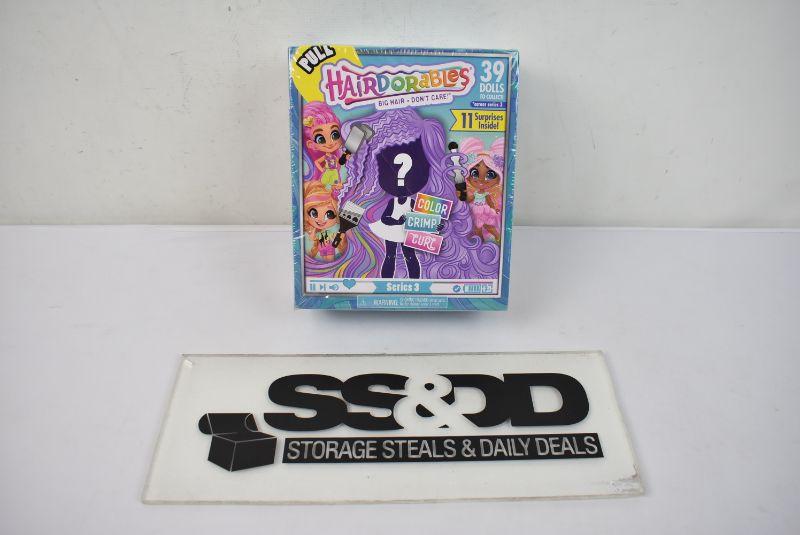 PULL
HAIRDORABLES
BIG HAIR - DON'T CARE!
39
DOLLS
TO COLLECT!
11 Surprises
Inside!
?
COLOR
CRIMP
CURL
Series 3
WARNING:
SS&DD
STORAGE STEALS & DAILY DEALS